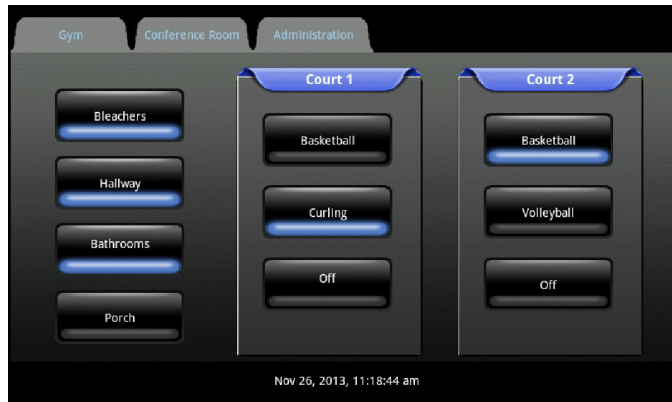 Gym
Conference Room
Administration
Bleachers
Hallway
Bathrooms
Porch
Court 1
Basketball
Curling
Off
Court 2
Basketball
Volleyball
Off
Nov 26, 2013, 11:18:44 am